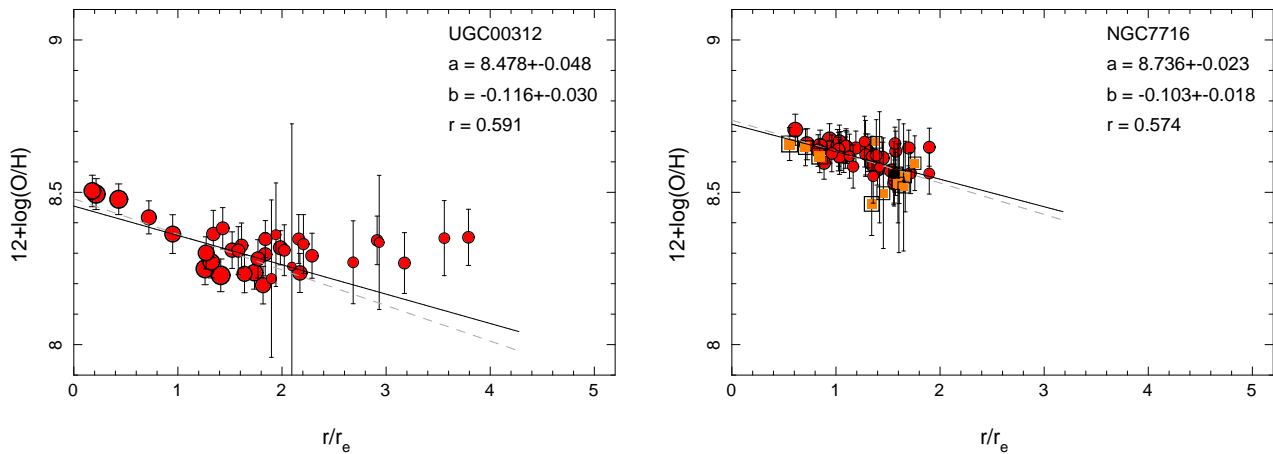 UGC00312
a = 8.478+-0.048
b = -0.116+-0.030
r = 0.591
12+log(O/H)
9
8.5
8
0 1 2 3 4 5
r/r_e
NGC7716
a = 8.736+-0.023
b = -0.103+-0.018
r = 0.574
12+log(O/H)
9
8.5
8
0 1 2 3 4 5
r/r_e